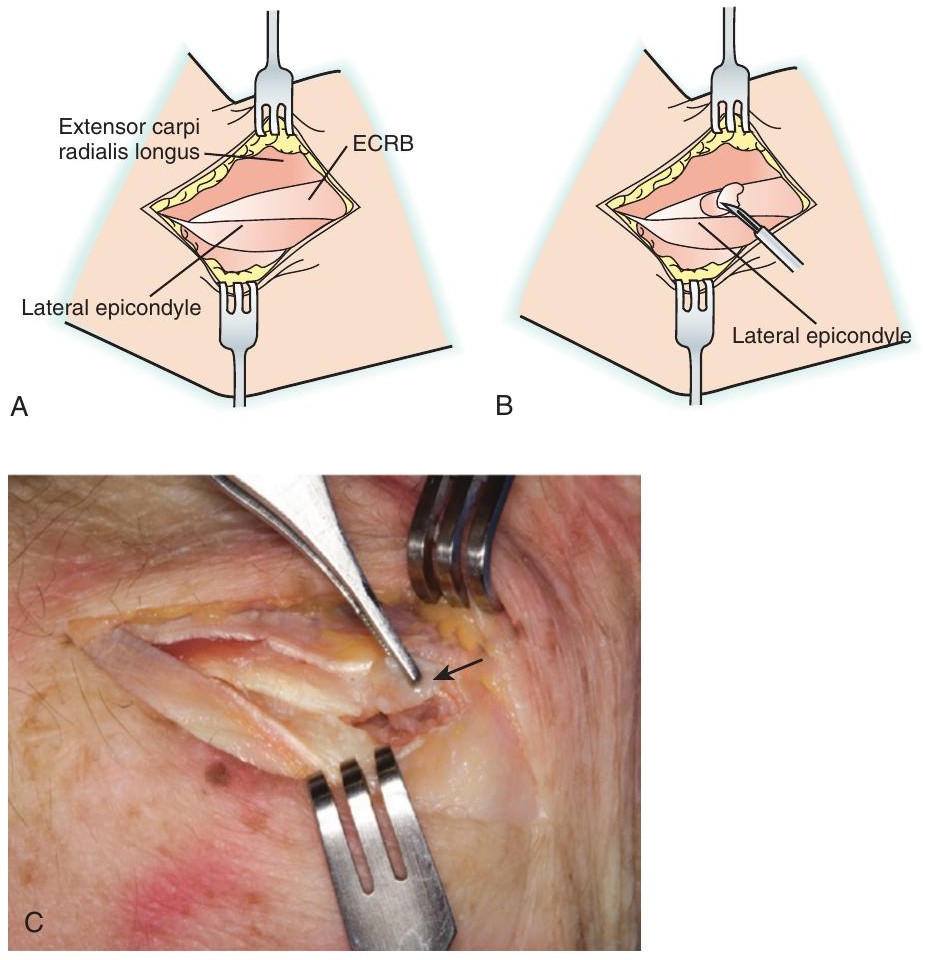 Extensor carpi
radialis longus
ECRB
Lateral epicondyle
A
Lateral epicondyle
B
C